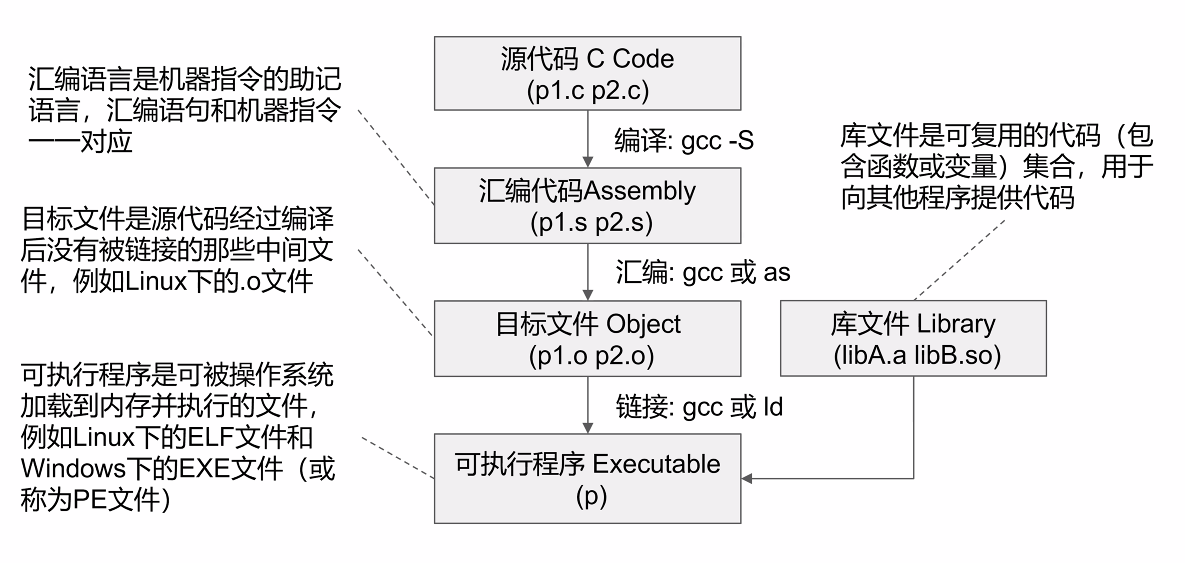 源代码 C Code
(p1.c p2.c)
汇编语言是机器指令的助记
语言，汇编语句和机器指令
一一对应
编译: gcc -S
库文件是可复用的代码（包
含函数或变量）集合，用于
向其他程序提供代码
汇编代码Assembly
(p1.s p2.s)
目标文件是源代码经过编译
后没有被链接的那些中间文
件，例如Linux下的.o文件
汇编: gcc 或 as
目标文件 Object
(p1.o p2.o)
库文件 Library
(libA.a libB.so)
可执行程序是可被操作系统
加载到内存并执行的文件，
例如Linux下的ELF文件和
Windows下的EXE文件（或
称为PE文件）
链接: gcc 或 ld
可执行程序 Executable
(p)